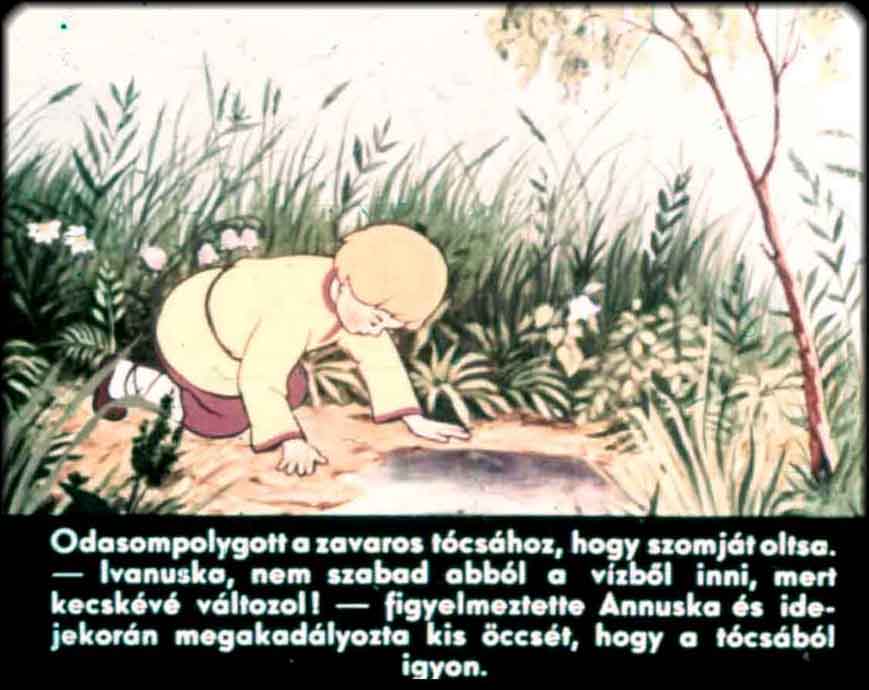 Odasompolygott a zavaros tócsához, hogy szomját oltsa.
— Ivanuska, nem szabad abból a vízből inni, mert
kecskévé változol! — figyelmeztette Annuska és ide-
jekorán megakadályozta kis öccsét, hogy a tócsából
igyon.